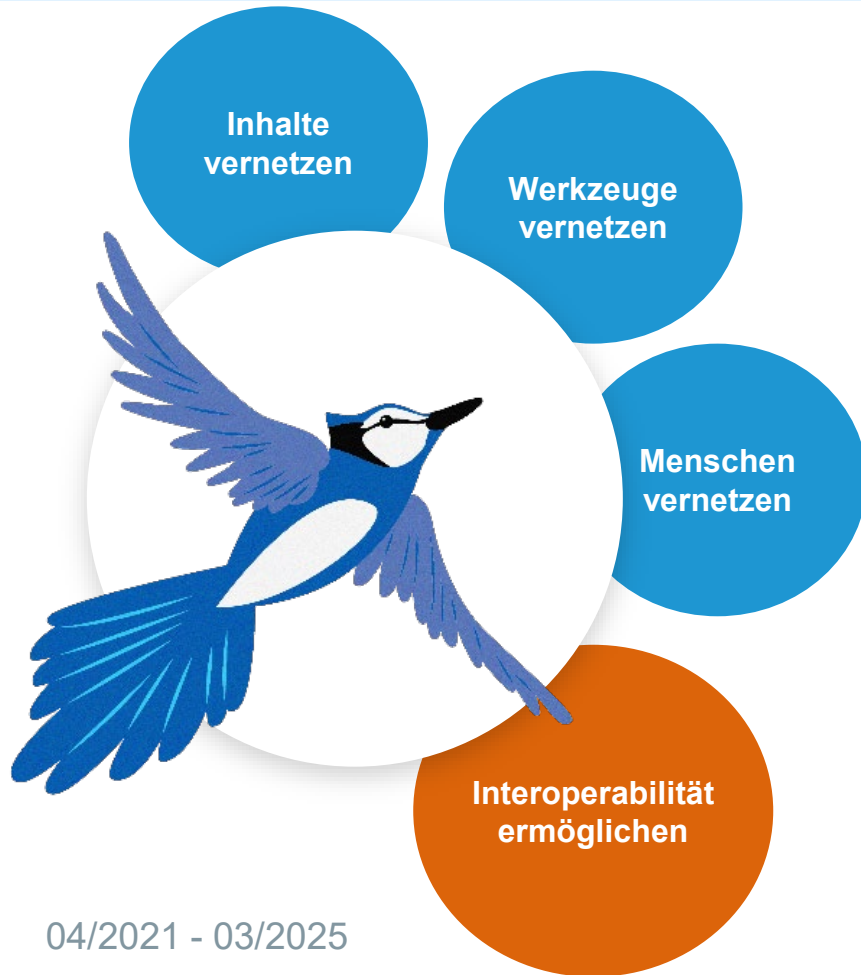 Inhalte
vernetzen
Werkzeuge
vernetzen
Menschen
vernetzen
Interoperabilität
ermöglichen
04/2021 - 03/2025